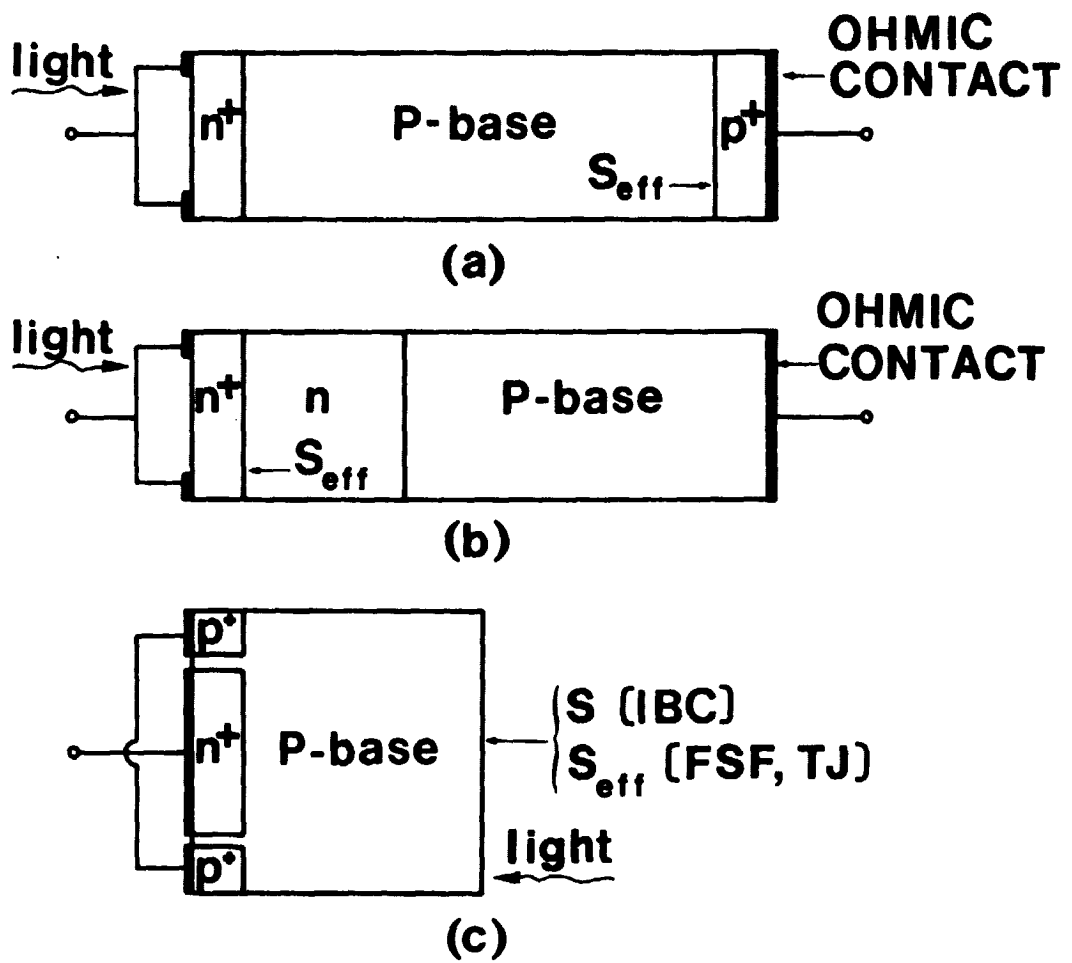 light
OHMIC
CONTACT
n+
P-base
p+
Seff
(a)
light
OHMIC
CONTACT
n+
n
P-base
Seff
(b)
p+
n+
P-base
S (IBC)
Seff (FSF, TJ)
p+
light
(c)